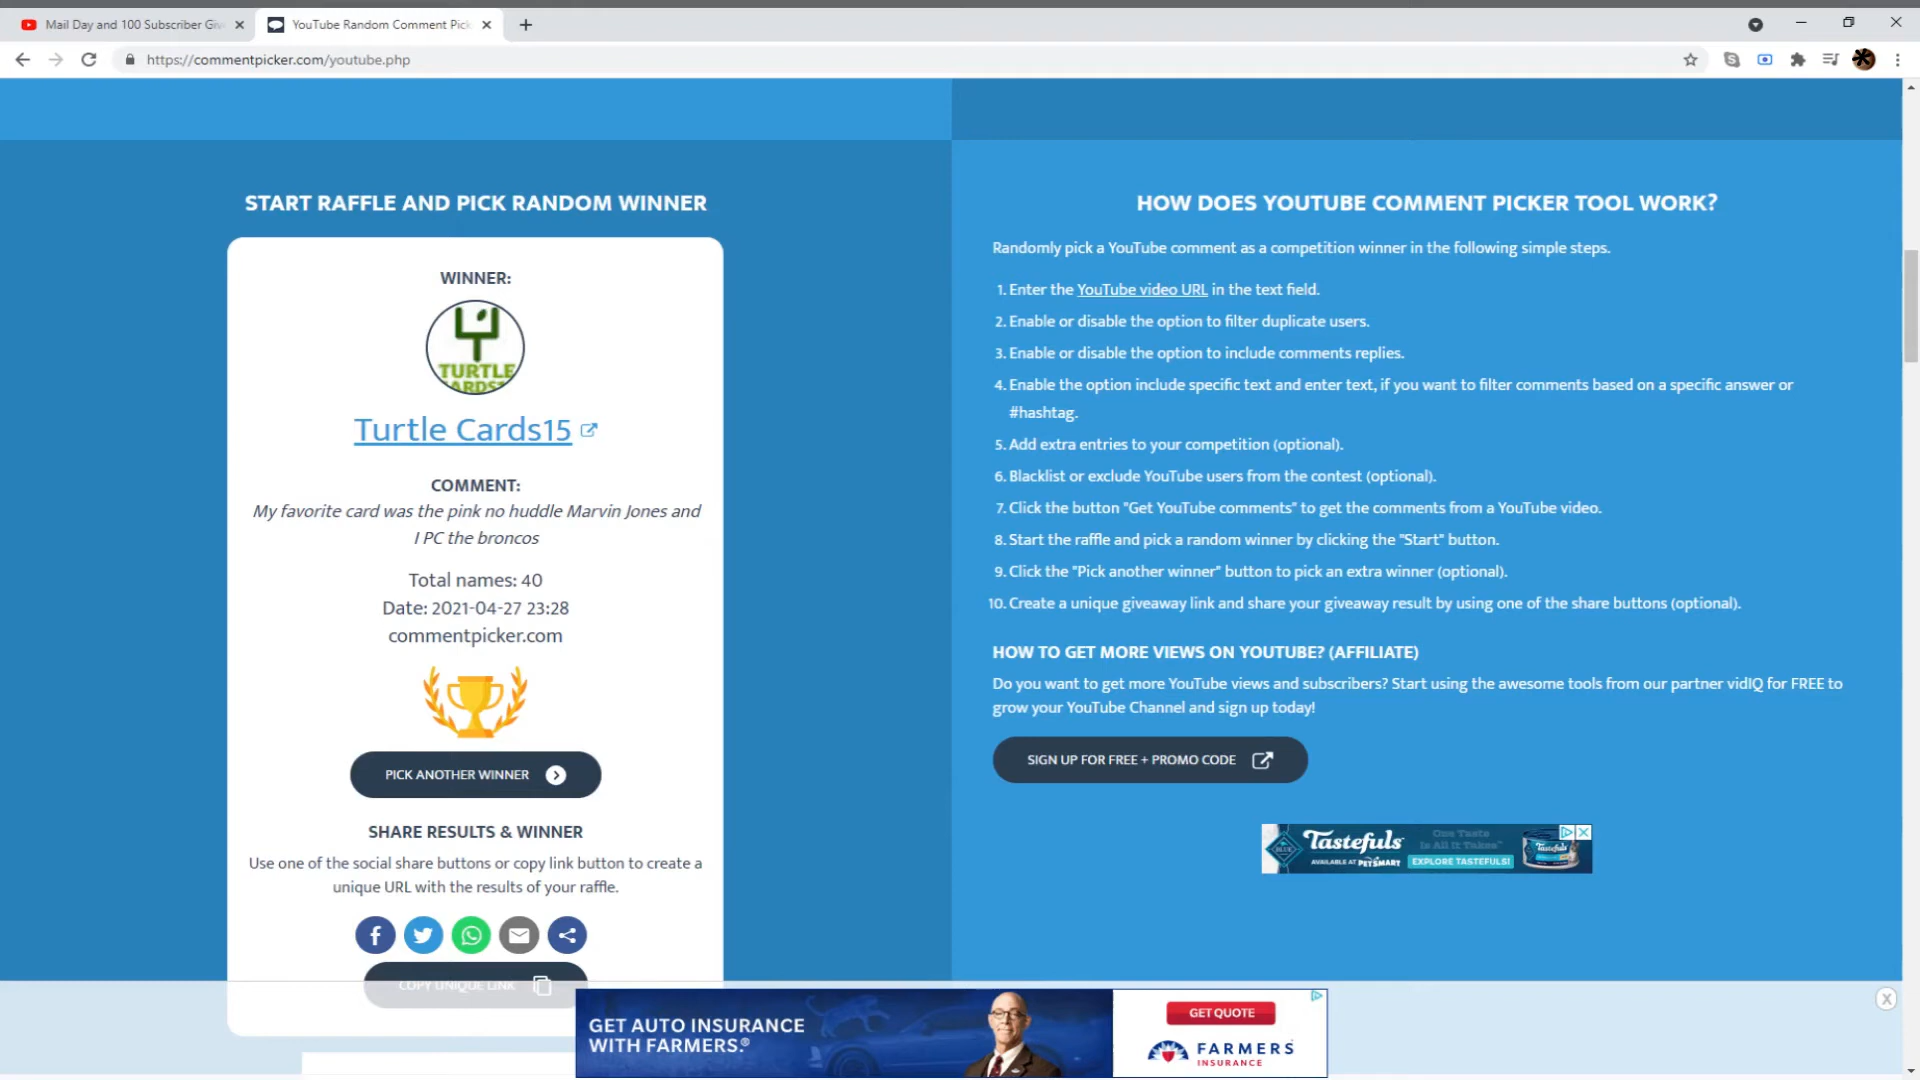 Mail Day and 100 Subscriber Giv
YouTube Random Comment Pick
https://commentpicker.com/youtube.php
START RAFFLE AND PICK RANDOM WINNER
WINNER:
TURTLE
CARDS15
Turtle Cards15
COMMENT:
My favorite card was the pink no huddle Marvin Jones and
I PC the broncos
Total names: 40
Date: 2021-04-27 23:28
commentpicker.com
PICK ANOTHER WINNER
SHARE RESULTS & WINNER
Use one of the social share buttons or copy link button to create a
unique URL with the results of your raffle.
COPY UNIQUE LINK
HOW DOES YOUTUBE COMMENT PICKER TOOL WORK?
Randomly pick a YouTube comment as a competition winner in the following simple steps.
1. Enter the YouTube video URL in the text field.
2. Enable or disable the option to filter duplicate users.
3. Enable or disable the option to include comments replies.
4. Enable the option include specific text and enter text, if you want to filter comments based on a specific answer or
#hashtag.
5. Add extra entries to your competition (optional).
6. Blacklist or exclude YouTube users from the contest (optional).
7. Click the button "Get YouTube comments" to get the comments from a YouTube video.
8. Start the raffle and pick a random winner by clicking the "Start" button.
9. Click the "Pick another winner" button to pick an extra winner (optional).
10. Create a unique giveaway link and share your giveaway result by using one of the share buttons (optional).
HOW TO GET MORE VIEWS ON YOUTUBE? (AFFILIATE)
Do you want to get more YouTube views and subscribers? Start using the awesome tools from our partner vidIQ for FREE to
grow your YouTube Channel and sign up today!
SIGN UP FOR FREE + PROMO CODE
BLUE
Tastefuls
AVAILABLE AT PETSMART
One Taste
Is All It Takes
EXPLORE TASTEFULS!
Tastefuls
GET AUTO INSURANCE
WITH FARMERS.®
GET QUOTE
FARMERS
INSURANCE